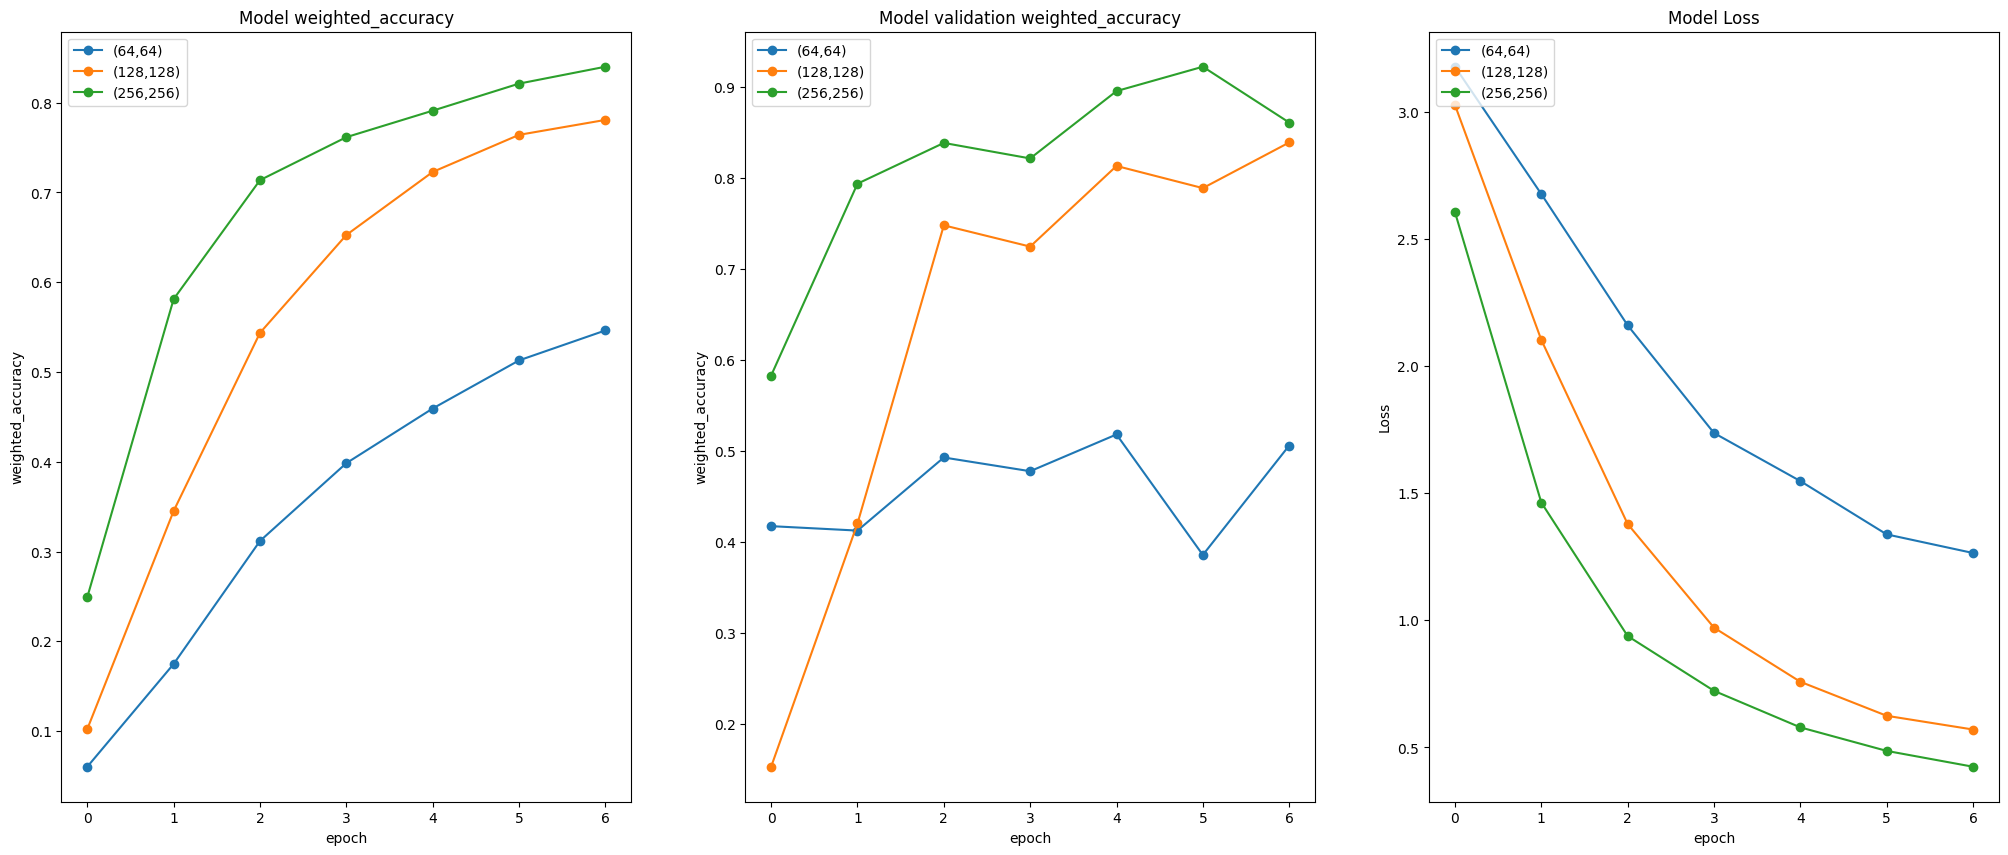 Model weighted_accuracy
(64,64)
(128,128)
(256,256)
weighted_accuracy
0.8
0.7
0.6
0.5
0.4
0.3
0.2
0.1
0 1 2 3 4 5 6
epoch
Model validation weighted_accuracy
(64,64)
(128,128)
(256,256)
weighted_accuracy
0.9
0.8
0.7
0.6
0.5
0.4
0.3
0.2
0 1 2 3 4 5 6
epoch
Model Loss
(64,64)
(128,128)
(256,256)
Loss
3.0
2.5
2.0
1.5
1.0
0.5
0 1 2 3 4 5 6
epoch